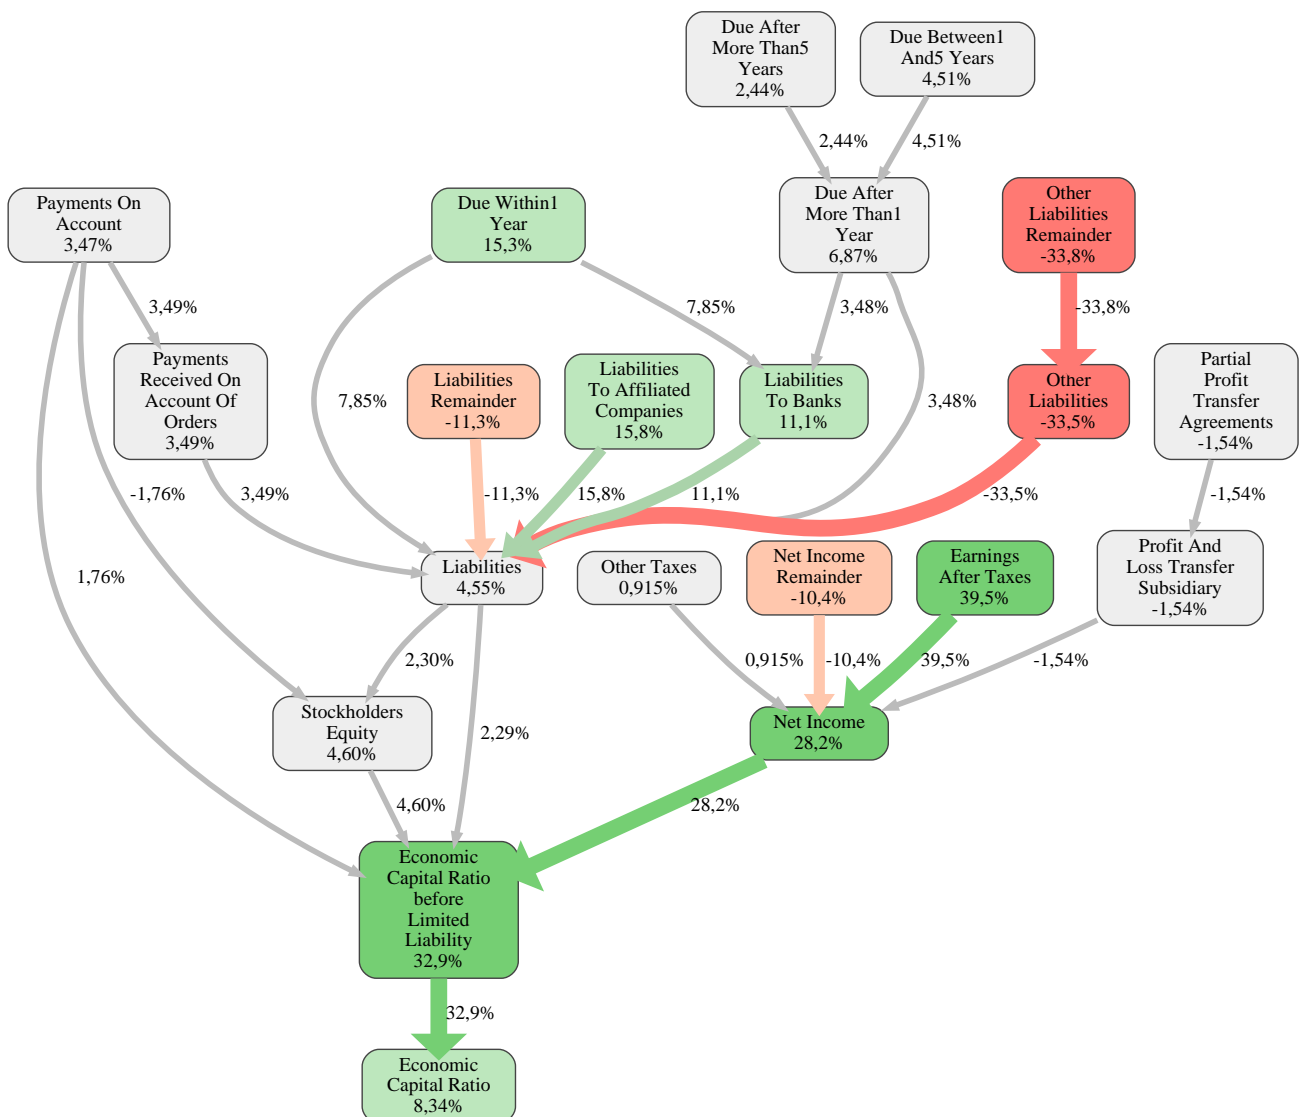 Due After
More Than5
Years
2,44%
Due Between1
And5 Years
4,51%
2,44%
4,51%
Payments On
Account
3,47%
Due Within1
Year
15,3%
Due After
More Than1
Year
6,87%
Other
Liabilities
Remainder
-33,8%
3,49%
7,85%
3,48%
-33,8%
Payments
Received On
Account Of
Orders
3,49%
Liabilities
Remainder
-11,3%
Liabilities
To Affiliated
Companies
15,8%
Liabilities
To Banks
11,1%
Other
Liabilities
-33,5%
Partial
Profit
Transfer
Agreements
-1,54%
7,85%
3,48%
-1,76%
3,49%
-11,3%
15,8%
11,1%
-33,5%
-1,54%
Liabilities
4,55%
Other Taxes
0,915%
Net Income
Remainder
-10,4%
Earnings
After Taxes
39,5%
Profit And
Loss Transfer
Subsidiary
-1,54%
1,76%
2,30%
0,915%
-10,4%
39,5%
-1,54%
Stockholders
Equity
4,60%
2,29%
Net Income
28,2%
4,60%
28,2%
Economic
Capital Ratio
before
Limited
Liability
32,9%
32,9%
Economic
Capital Ratio
8,34%